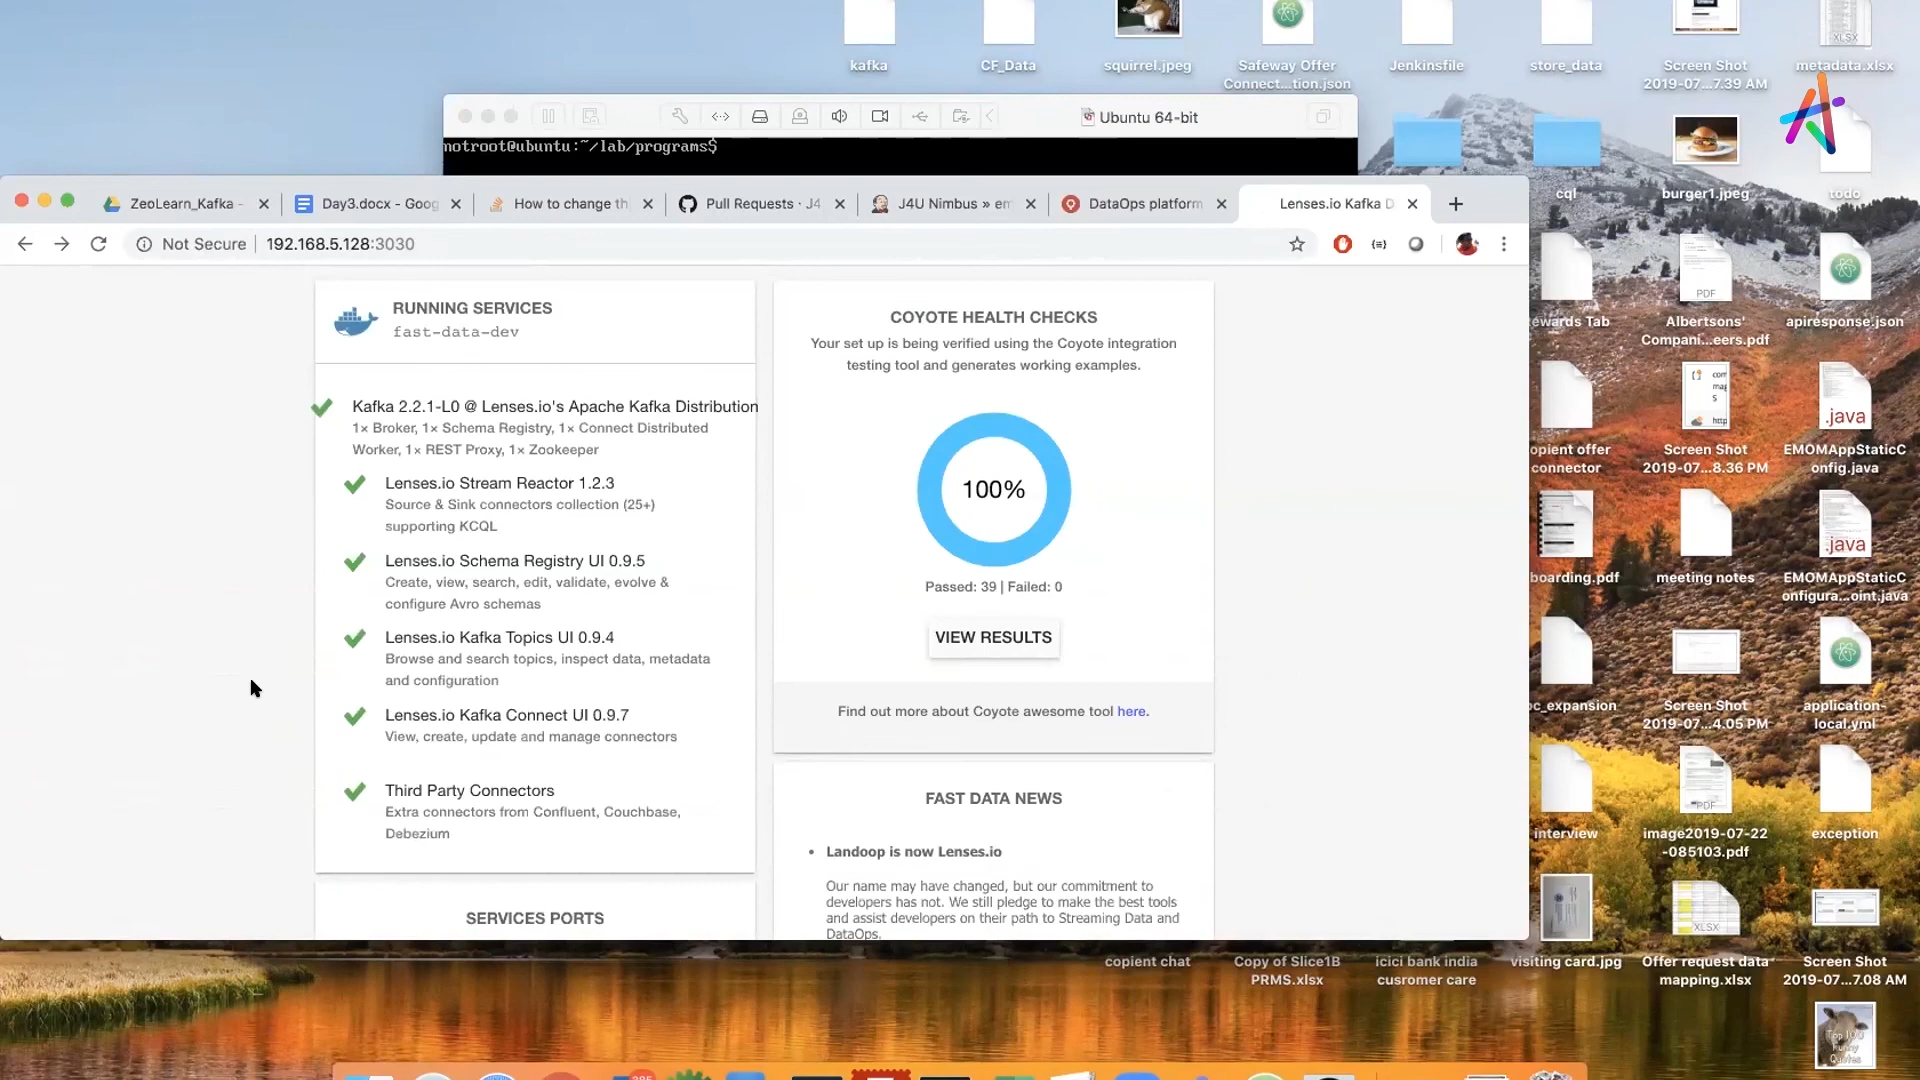 kafka
CF_Data
squirrel.jpeg
Safeway Offer
Connect...tion.json
Jenkinsfile
store_data
Screen Shot
2019-07...7.39 AM
XLSX
metadata.xlsx
Ubuntu 64-bit
notroot@ubuntu:~/lab/programs$
cql
burger1.jpeg
todo
ZeoLearn_Kafka -
Day3.docx - Goog
How to change th
Pull Requests · J4
J4U Nimbus » em
DataOps platform
Lenses.io Kafka D
Not Secure
192.168.5.128:3030
RUNNING SERVICES
fast-data-dev
Kafka 2.2.1-L0 @ Lenses.io's Apache Kafka Distribution
1× Broker, 1× Schema Registry, 1× Connect Distributed
Worker, 1× REST Proxy, 1× Zookeeper
Lenses.io Stream Reactor 1.2.3
Source & Sink connectors collection (25+)
supporting KCQL
Lenses.io Schema Registry UI 0.9.5
Create, view, search, edit, validate, evolve &
configure Avro schemas
Lenses.io Kafka Topics UI 0.9.4
Browse and search topics, inspect data, metadata
and configuration
Lenses.io Kafka Connect UI 0.9.7
View, create, update and manage connectors
Third Party Connectors
Extra connectors from Confluent, Couchbase,
Debezium
SERVICES PORTS
COYOTE HEALTH CHECKS
Your set up is being verified using the Coyote integration
testing tool and generates working examples.
100%
Passed: 39 | Failed: 0
VIEW RESULTS
Find out more about Coyote awesome tool here.
FAST DATA NEWS
• Landoop is now Lenses.io
Our name may have changed, but our commitment to
developers has not. We still pledge to make the best tools
and assist developers on their path to Streaming Data and
DataOps.
ewards Tab
PDF
Albertsons'
Compani...eers.pdf
apiresponse.json
opient offer
connector
Screen Shot
2019-07...8.36 PM
.java
EMOMAppStaticC
onfig.java
boarding.pdf
meeting notes
.java
EMOMAppStaticC
onfigura...oint.java
oc_expansion
Screen Shot
2019-07...4.05 PM
application-
local.yml
interview
PDF
image2019-07-22
-085103.pdf
exception
copient chat
Copy of Slice1B
PRMS.xlsx
icici bank india
cusromer care
visiting card.jpg
XLSX
Offer request data
mapping.xlsx
Screen Shot
2019-07...7.08 AM
Funny
Quotes